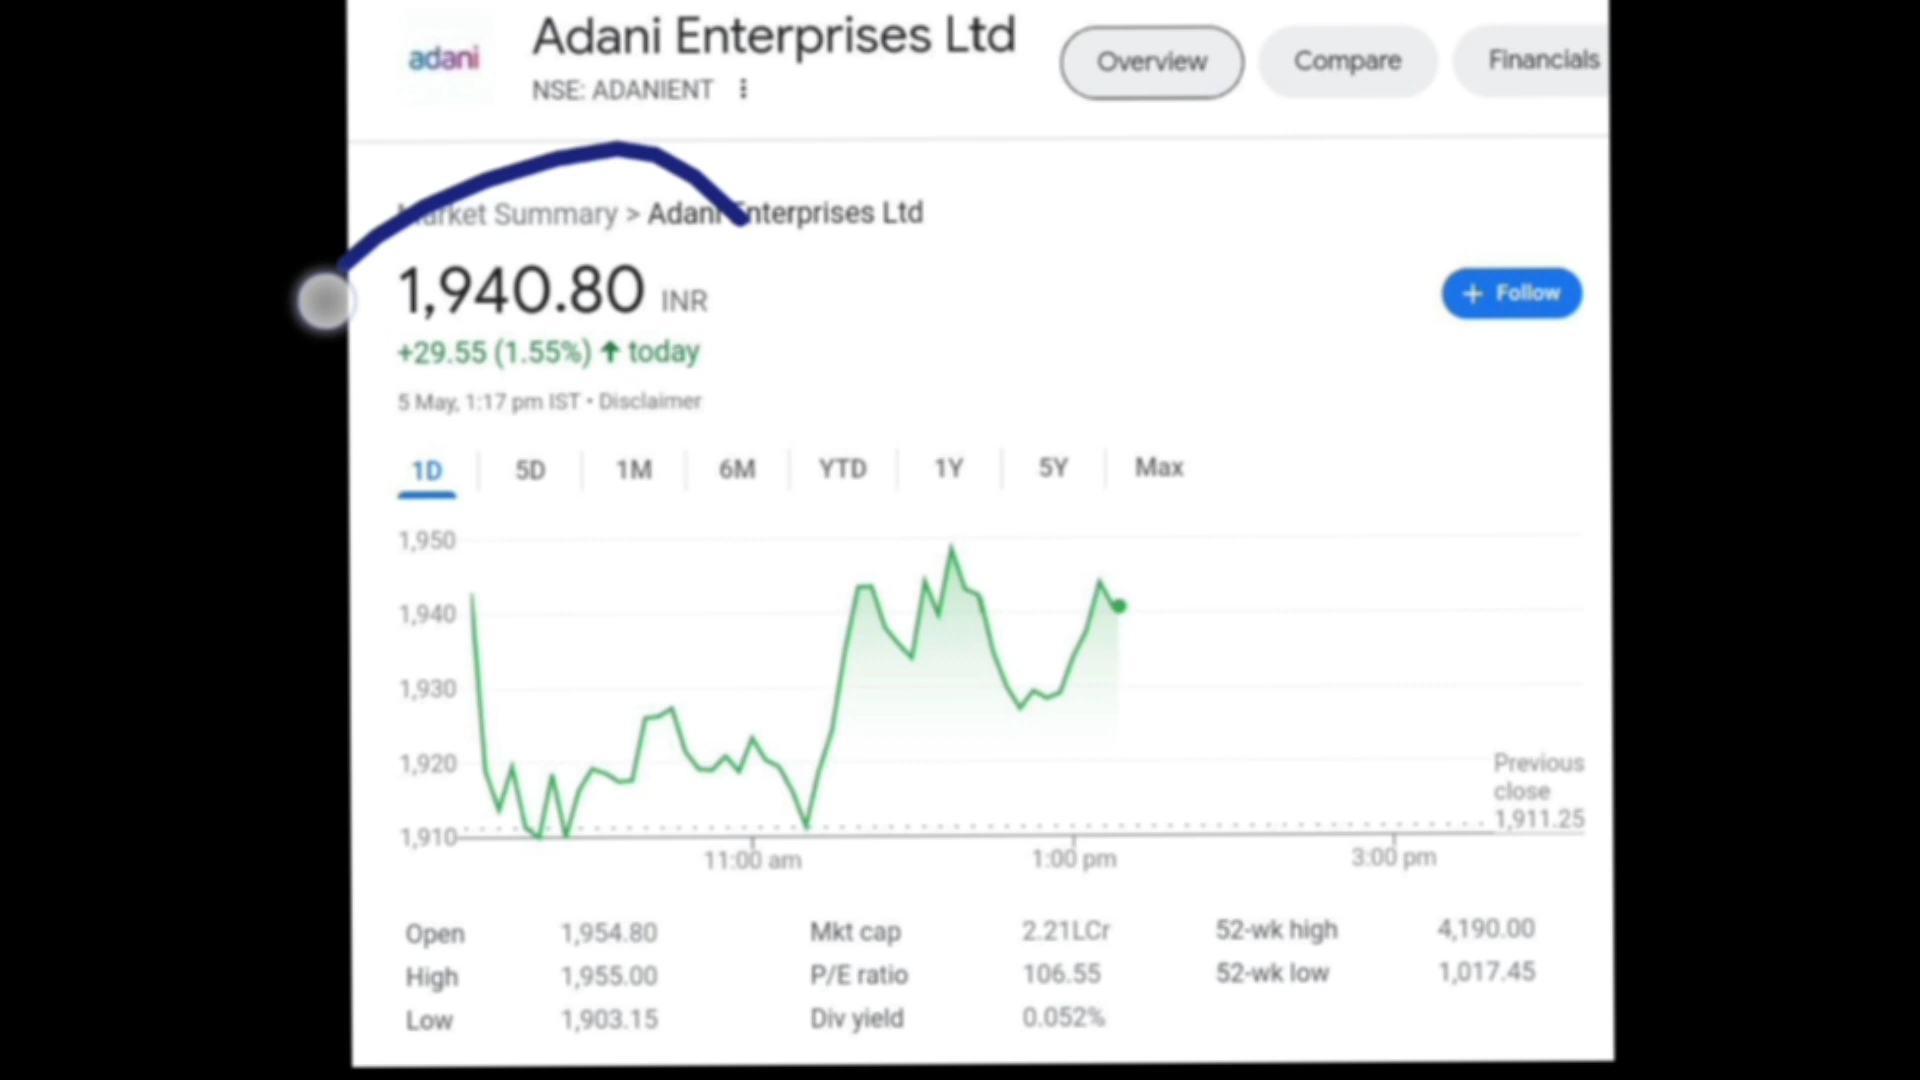 adani
Adani Enterprises Ltd
NSE: ADANIENT
Overview
Compare
Financials
Market Summary > Adani Enterprises Ltd
1,940.80 INR
+29.55 (1.55%) ↑ today
5 May, 1:17 pm IST • Disclaimer
+ Follow
1D 5D 1M 6M YTD 1Y 5Y Max
1,950
1,940
1,930
1,920
1,910
Previous
close
1,911.25
11:00 am 1:00 pm 3:00 pm
Open 1,954.80 Mkt cap 2.21LCr 52-wk high 4,190.00
High 1,955.00 P/E ratio 106.55 52-wk low 1,017.45
Low 1,903.15 Div yield 0.052%